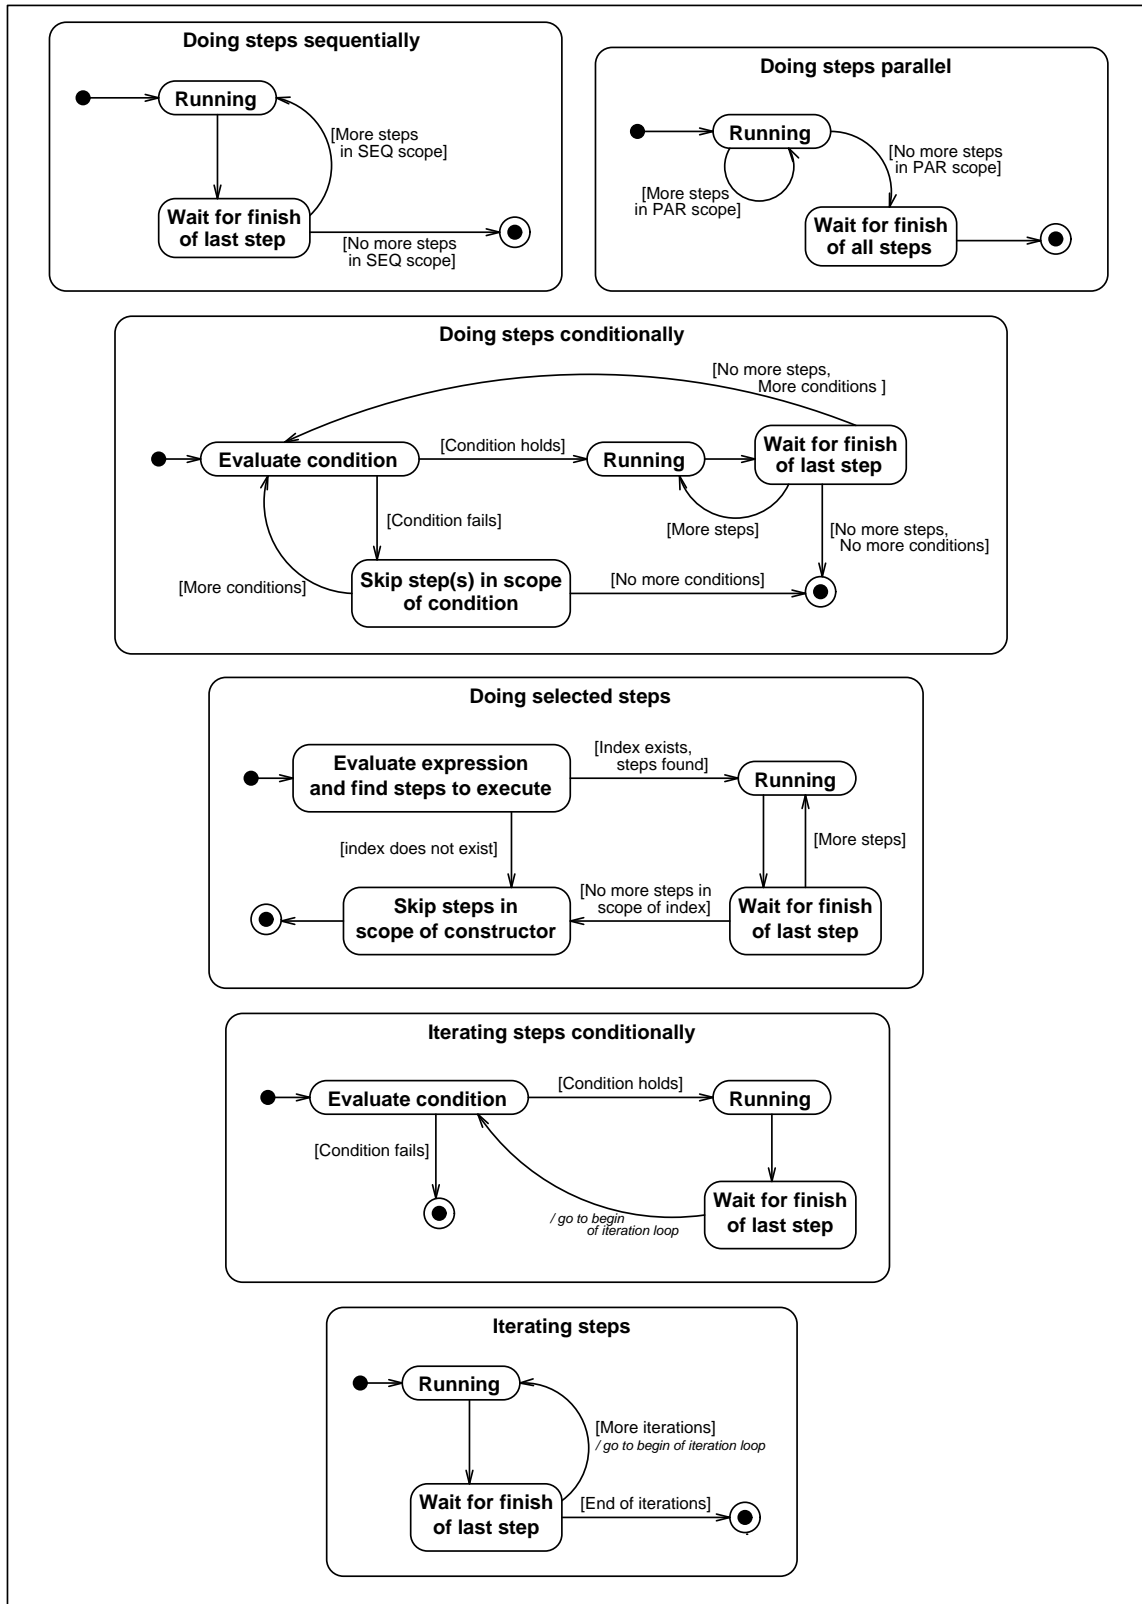 Doing steps sequentially
Running
[More steps
in SEQ scope]
Wait for finish
of last step
[No more steps
in SEQ scope]
Doing steps parallel
Running
[No more steps
in PAR scope]
[More steps
in PAR scope]
Wait for finish
of all steps
Doing steps conditionally
[No more steps,
More conditions ]
Evaluate condition
[Condition holds]
Running
Wait for finish
of last step
[Condition fails]
[More steps]
[No more steps,
No more conditions]
[More conditions]
Skip step(s) in scope
of condition
[No more conditions]
Doing selected steps
Evaluate expression
and find steps to execute
[Index exists,
steps found]
Running
[index does not exist]
[More steps]
Skip steps in
scope of constructor
[No more steps in
scope of index]
Wait for finish
of last step
Iterating steps conditionally
Evaluate condition
[Condition holds]
Running
[Condition fails]
/ go to begin
of iteration loop
Wait for finish
of last step
Iterating steps
Running
[More iterations]
/ go to begin of iteration loop
Wait for finish
of last step
[End of iterations]